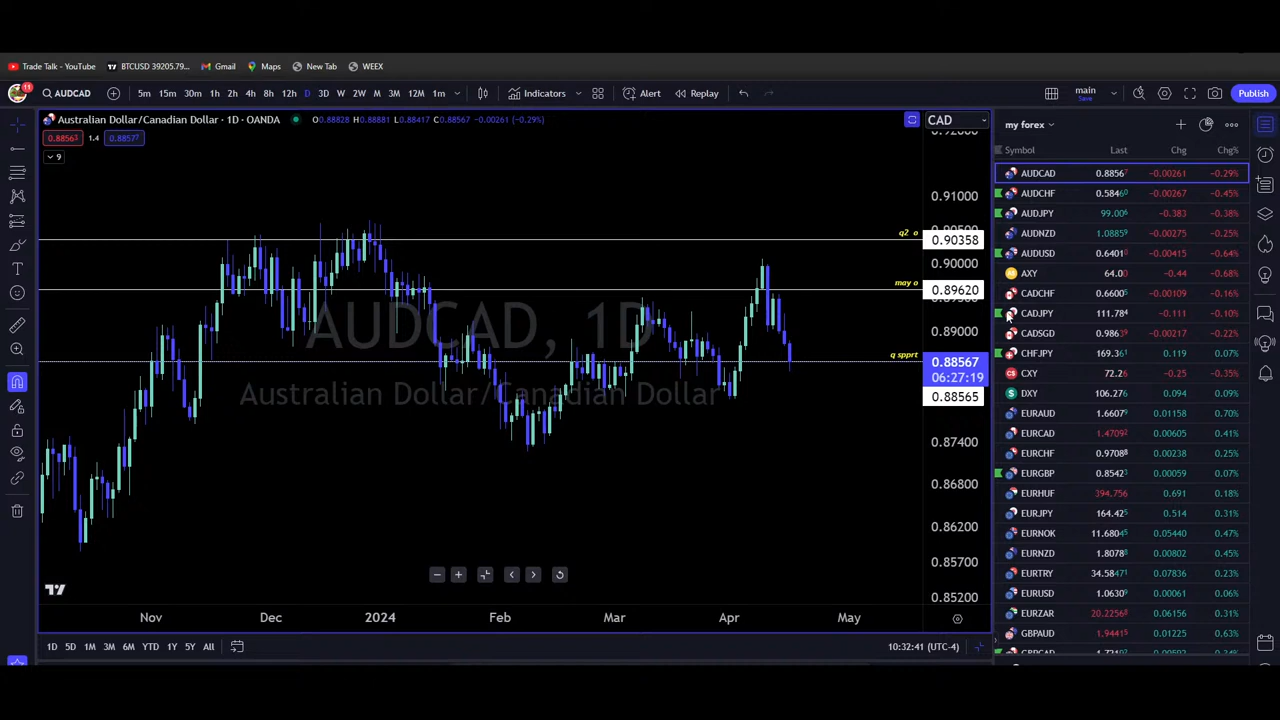 Trade Talk - YouTube BTCUSD 39205.79... Gmail Maps New Tab WEEX
11 AUDCAD 5m 15m 30m 1h 2h 4h 8h 12h D 3D W 2W M 3M 12M 1m Indicators Alert Replay main Save Publish
Australian Dollar/Canadian Dollar · 1D · OANDA O0.88828 H0.88881 L0.88417 C0.88567 −0.00261 (−0.29%) CAD
0.88563 1.4 0.88577
9
AUDCAD, 1D
Australian Dollar/Canadian Dollar
q2 o
may o
q spprt
0.91000
0.90358
0.90000
0.89620
0.89000
0.88567
06:27:19
0.88565
0.87400
0.86800
0.86200
0.85700
0.85200
Nov Dec 2024 Feb Mar Apr May
1D 5D 1M 3M 6M YTD 1Y 5Y All 10:32:41 (UTC-4)
my forex
Symbol Last Chg Chg%
AUDCAD 0.88567 −0.00261 −0.29%
AUDCHF 0.58460 −0.00267 −0.45%
AUDJPY 99.006 −0.383 −0.38%
AUDNZD 1.08859 −0.00275 −0.25%
AUDUSD 0.64010 −0.00415 −0.64%
AXY 64.00 −0.44 −0.68%
CADCHF 0.66005 −0.00109 −0.16%
CADJPY 111.784 −0.111 −0.10%
CADSGD 0.98639 −0.00217 −0.22%
CHFJPY 169.361 0.119 0.07%
CXY 72.26 −0.25 −0.35%
DXY 106.276 0.094 0.09%
EURAUD 1.66079 0.01158 0.70%
EURCAD 1.47092 0.00605 0.41%
EURCHF 0.97088 0.00238 0.25%
EURGBP 0.85423 0.00059 0.07%
EURHUF 394.756 0.691 0.18%
EURJPY 164.425 0.514 0.31%
EURNOK 11.68045 0.05440 0.47%
EURNZD 1.80788 0.00802 0.45%
EURTRY 34.58471 0.07836 0.23%
EURUSD 1.06309 0.00061 0.06%
EURZAR 20.22568 0.06156 0.31%
GBPAUD 1.94415 0.01225 0.63%